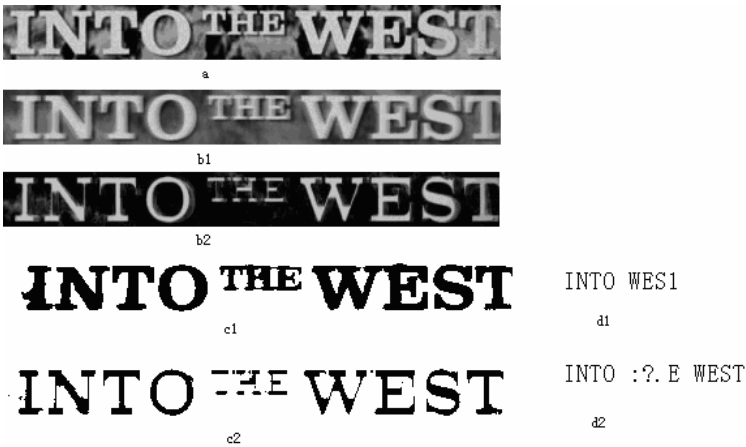 INTO THE WEST
a
INTO THE WEST
b1
INTO THE WEST
b2
INTO THE WEST INTO WES1
c1 d1
INTO THE WEST INTO :?.E WEST
c2 d2